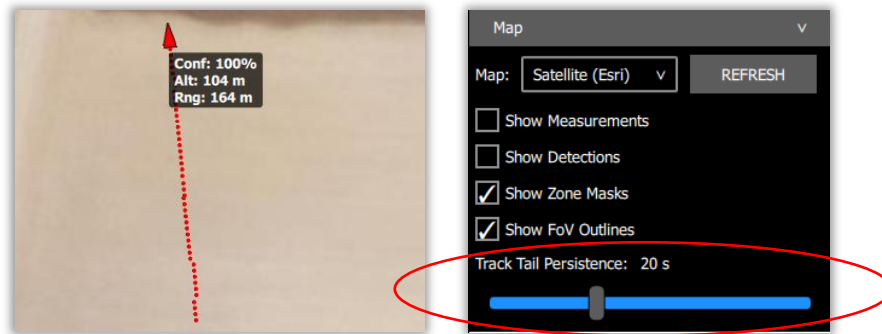 Conf: 100%
Alt: 104 m
Rng: 164 m
Map
Map: Satellite (Esri) REFRESH
Show Measurements
Show Detections
Show Zone Masks
Show FoV Outlines
Track Tail Persistence: 20 s